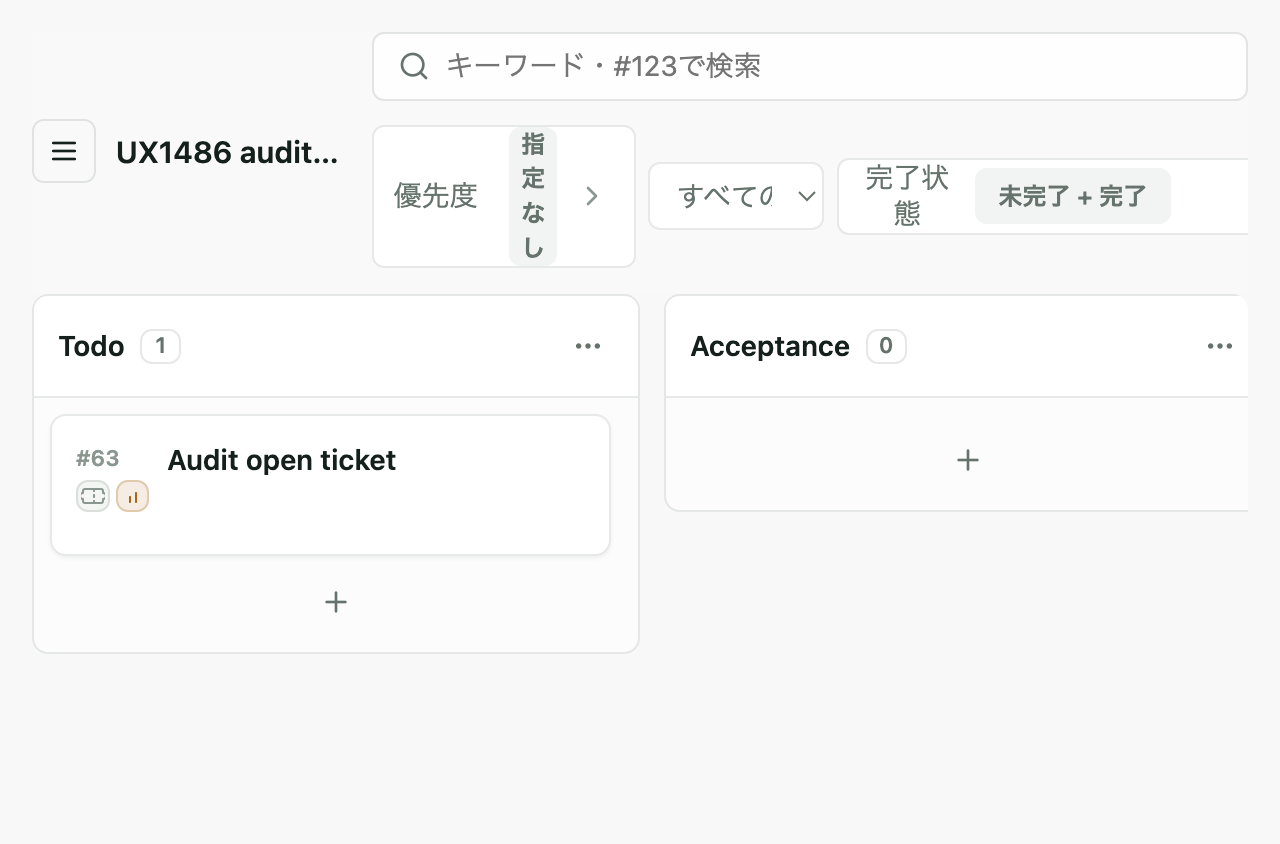 キーワード・#123で検索
UX1486 audit...
優先度
指
定
な
し
すべて
完了状
態
未完了 + 完了
Todo 1
Acceptance 0
#63 Audit open ticket